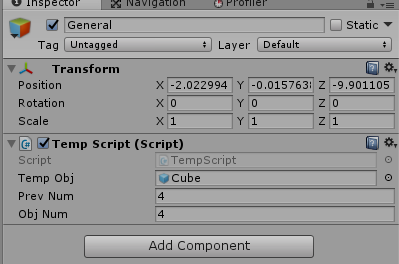 Inspector Navigation Profiler
General Static
Tag Untagged Layer Default
Transform
Position X -2.022994 Y -0.015763 Z -9.901105
Rotation X 0 Y 0 Z 0
Scale X 1 Y 1 Z 1
Temp Script (Script)
Script TempScript
Temp Obj Cube
Prev Num 4
Obj Num 4
Add Component